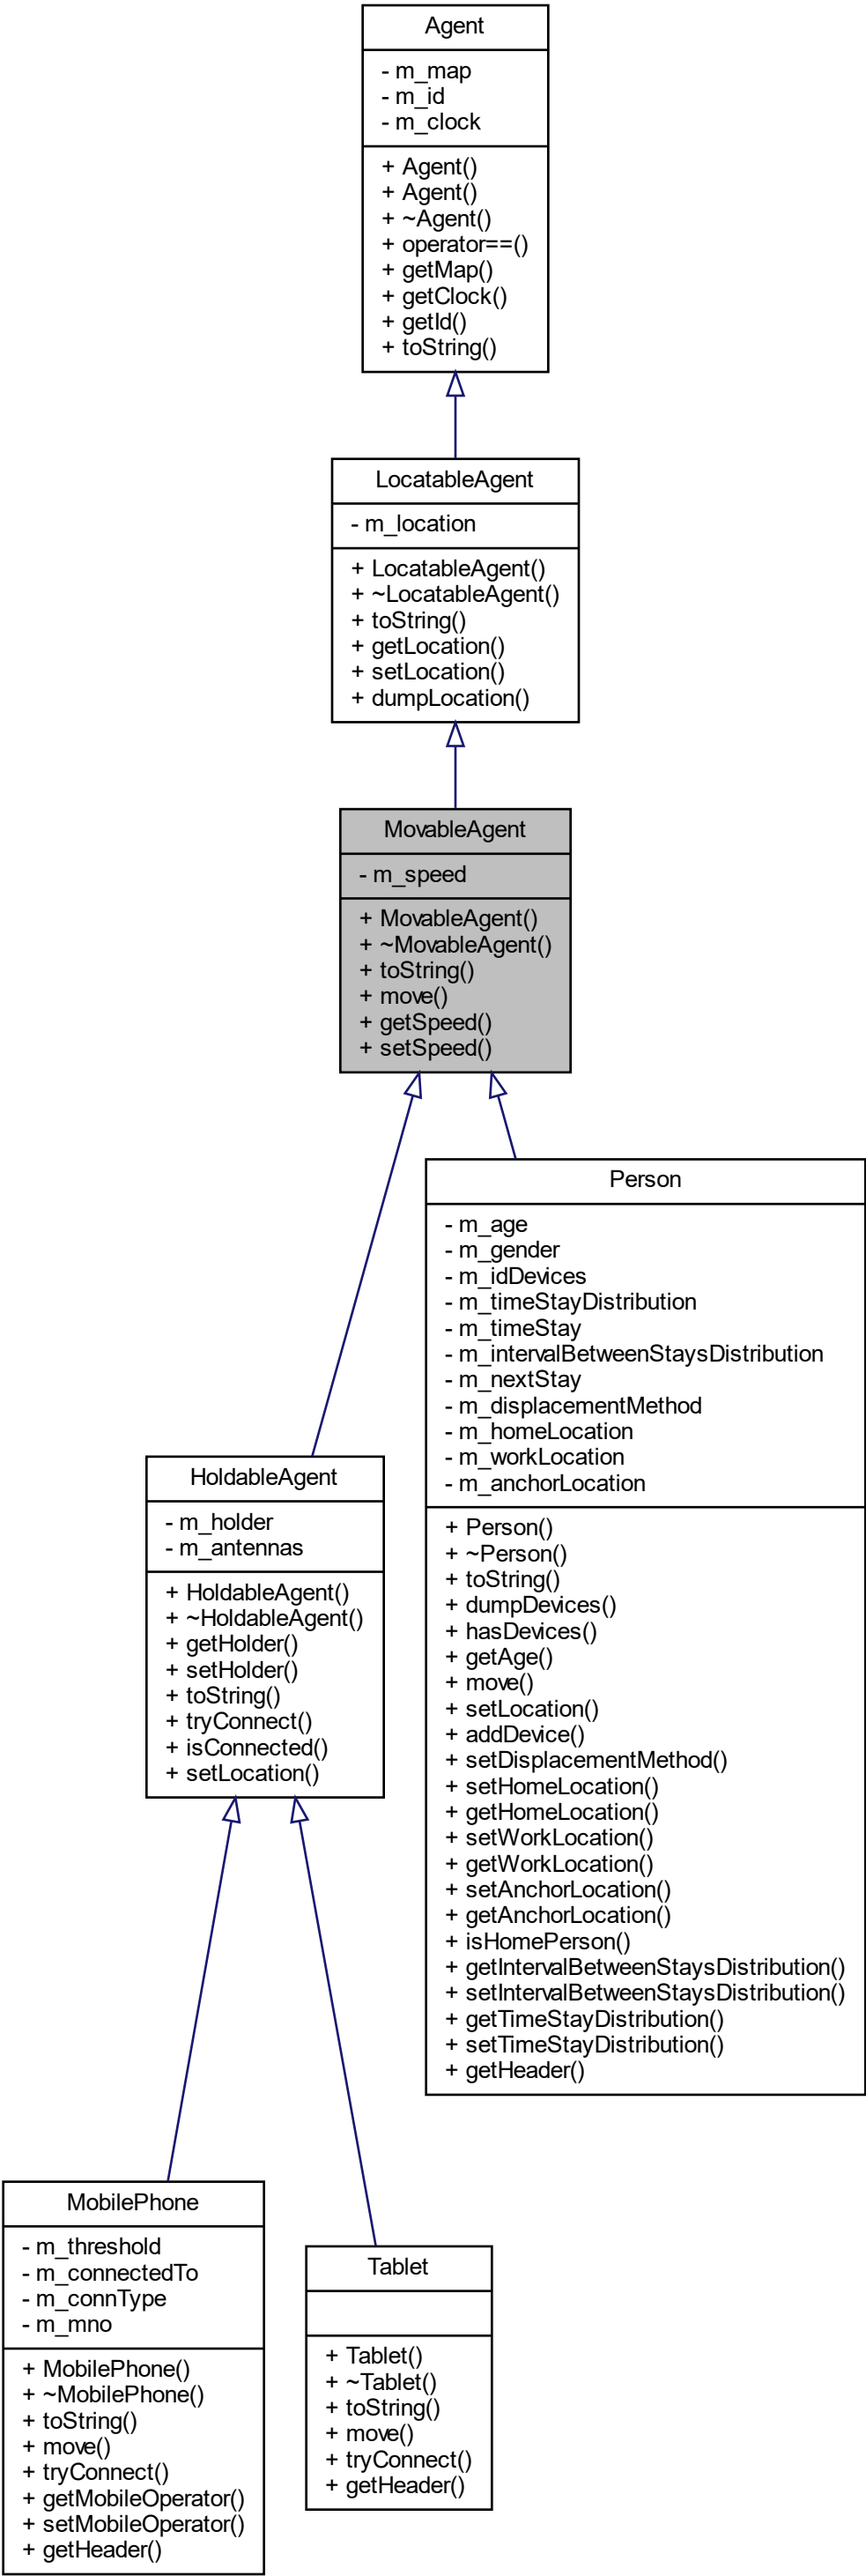 Agent
- m_map
- m_id
- m_clock
+ Agent()
+ Agent()
+ ~Agent()
+ operator==()
+ getMap()
+ getClock()
+ getId()
+ toString()
LocatableAgent
- m_location
+ LocatableAgent()
+ ~LocatableAgent()
+ toString()
+ getLocation()
+ setLocation()
+ dumpLocation()
MovableAgent
- m_speed
+ MovableAgent()
+ ~MovableAgent()
+ toString()
+ move()
+ getSpeed()
+ setSpeed()
Person
- m_age
- m_gender
- m_idDevices
- m_timeStayDistribution
- m_timeStay
- m_intervalBetweenStaysDistribution
- m_nextStay
- m_displacementMethod
- m_homeLocation
- m_workLocation
- m_anchorLocation
+ Person()
+ ~Person()
+ toString()
+ dumpDevices()
+ hasDevices()
+ getAge()
+ move()
+ setLocation()
+ addDevice()
+ setDisplacementMethod()
+ setHomeLocation()
+ getHomeLocation()
+ setWorkLocation()
+ getWorkLocation()
+ setAnchorLocation()
+ getAnchorLocation()
+ isHomePerson()
+ getIntervalBetweenStaysDistribution()
+ setIntervalBetweenStaysDistribution()
+ getTimeStayDistribution()
+ setTimeStayDistribution()
+ getHeader()
HoldableAgent
- m_holder
- m_antennas
+ HoldableAgent()
+ ~HoldableAgent()
+ getHolder()
+ setHolder()
+ toString()
+ tryConnect()
+ isConnected()
+ setLocation()
MobilePhone
- m_threshold
- m_connectedTo
- m_connType
- m_mno
+ MobilePhone()
+ ~MobilePhone()
+ toString()
+ move()
+ tryConnect()
+ getMobileOperator()
+ setMobileOperator()
+ getHeader()
Tablet
+ Tablet()
+ ~Tablet()
+ toString()
+ move()
+ tryConnect()
+ getHeader()